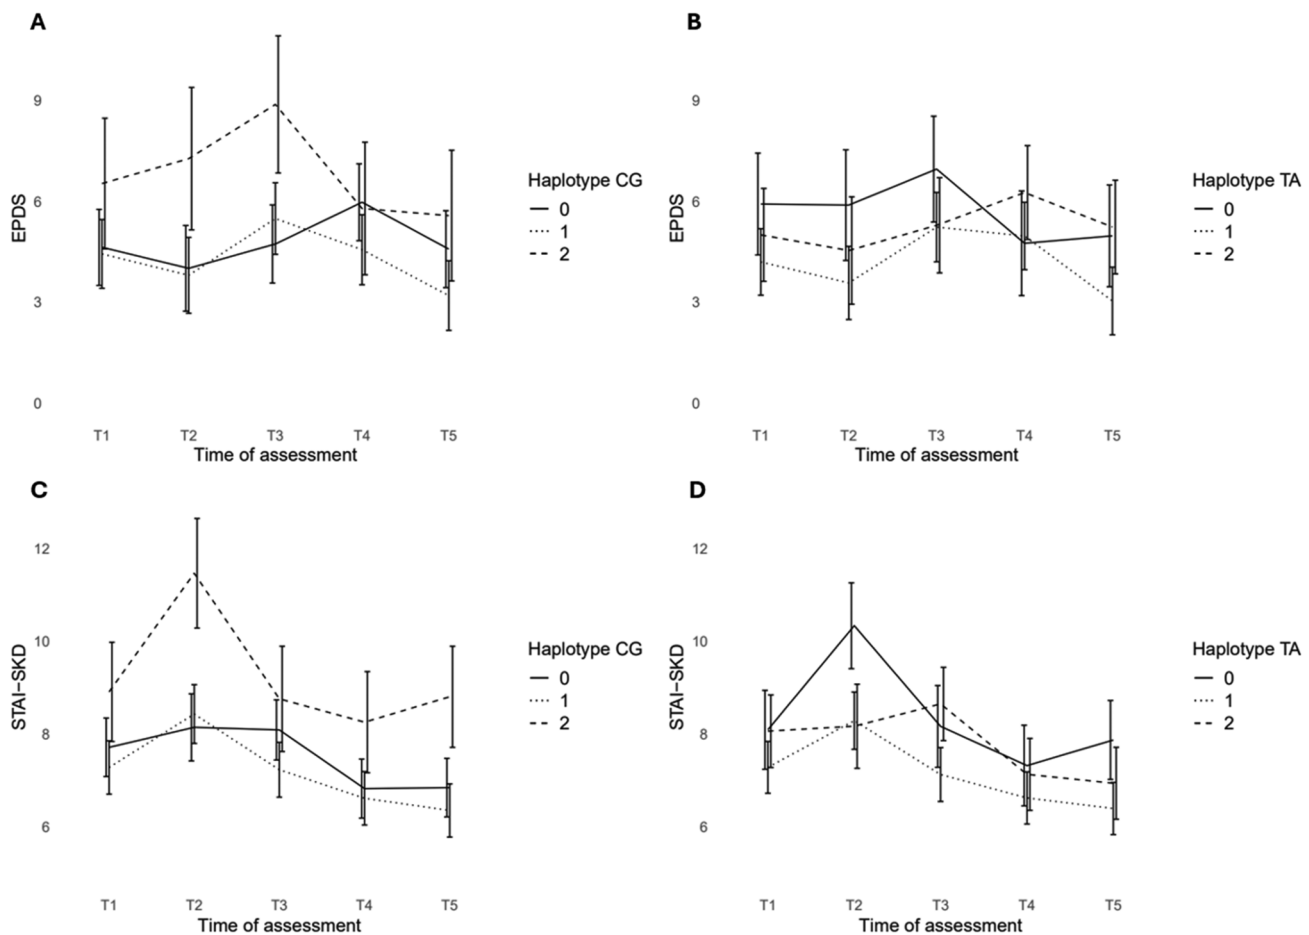 A
9
6
3
0
EPDS
T1 T2 T3 T4 T5
Time of assessment
Haplotype CG
0
1
2
B
9
6
3
0
EPDS
T1 T2 T3 T4 T5
Time of assessment
Haplotype TA
0
1
2
C
12
10
8
6
STAI−SKD
T1 T2 T3 T4 T5
Time of assessment
Haplotype CG
0
1
2
D
12
10
8
6
STAI−SKD
T1 T2 T3 T4 T5
Time of assessment
Haplotype TA
0
1
2